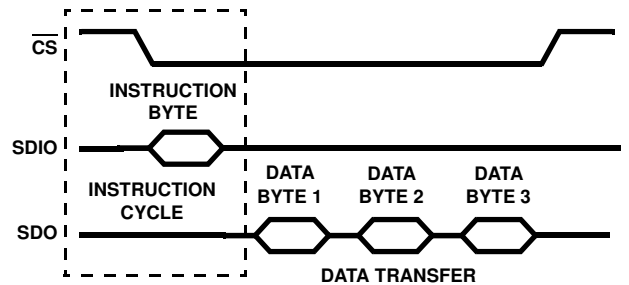 CS
INSTRUCTION
BYTE
SDIO
DATA
BYTE 1
DATA
BYTE 2
DATA
BYTE 3
INSTRUCTION
CYCLE
SDO
DATA TRANSFER